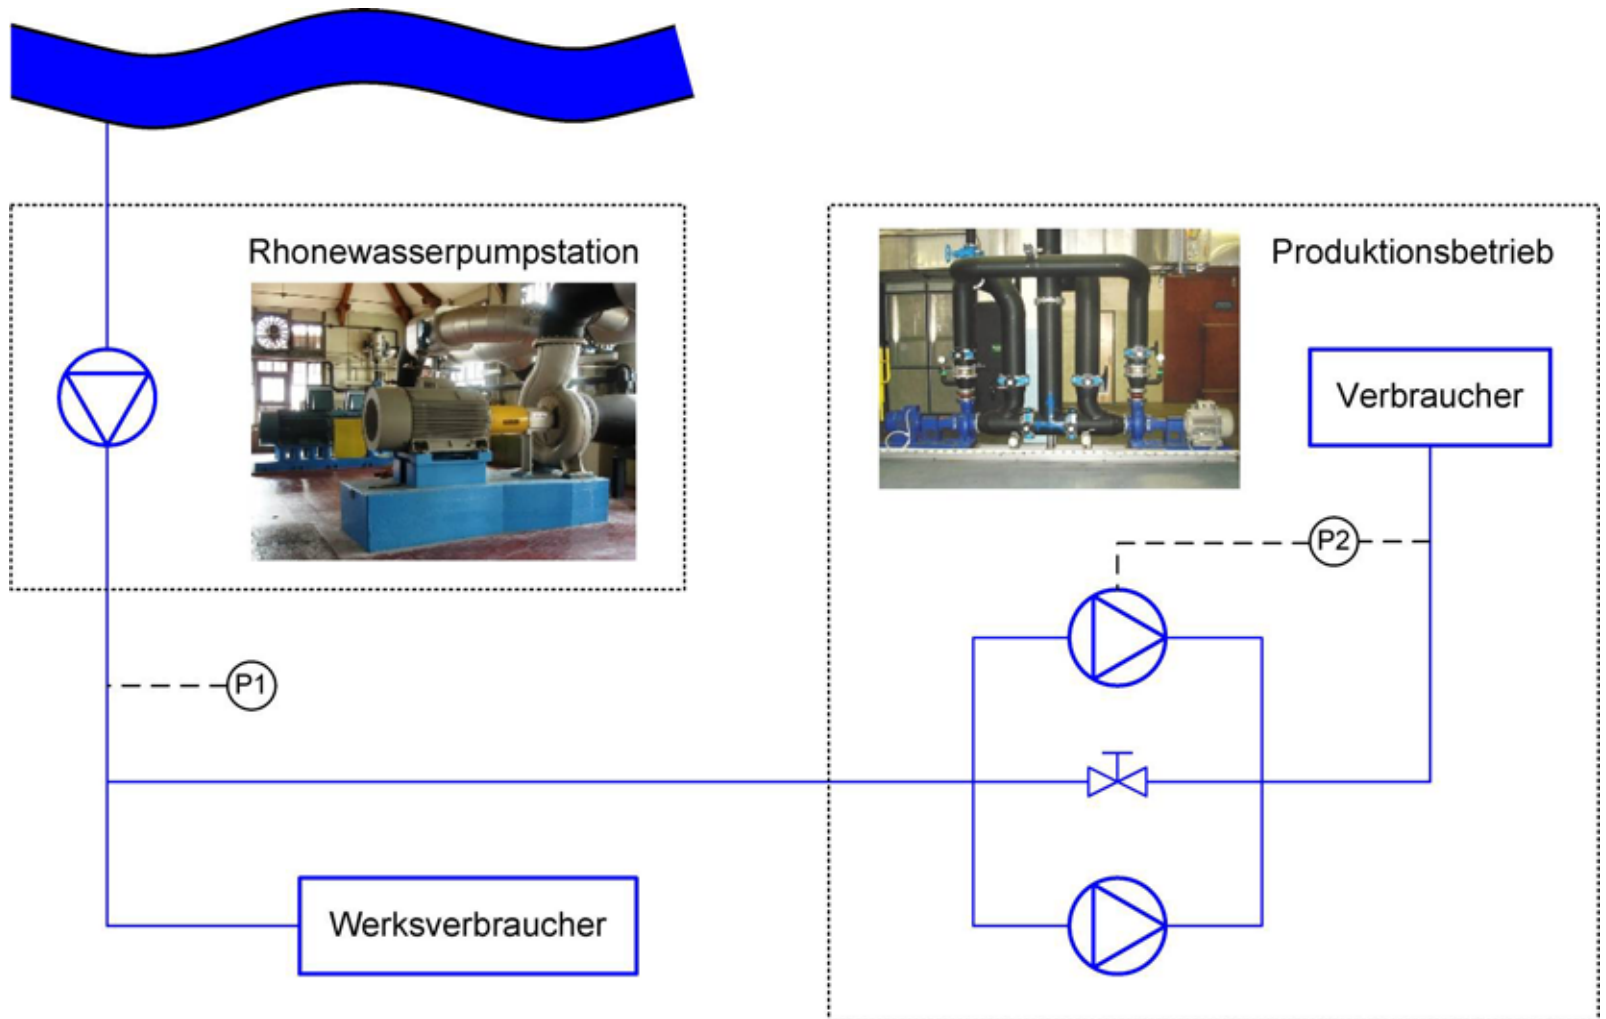 Rhonewasserpumpstation
Produktionsbetrieb
Verbraucher
P2
P1
Werksverbraucher